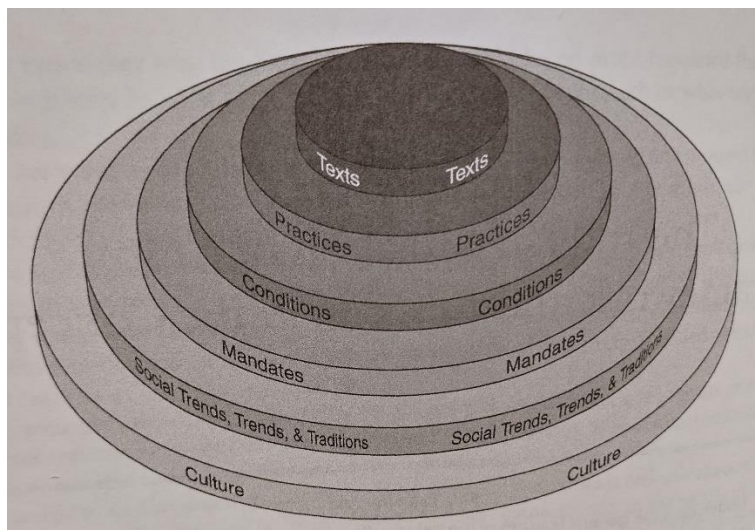 Texts Texts
Practices Practices
Conditions Conditions
Mandates Mandates
Social Trends, Trends, & Traditions Social Trends, Trends, & Traditions
Culture Culture